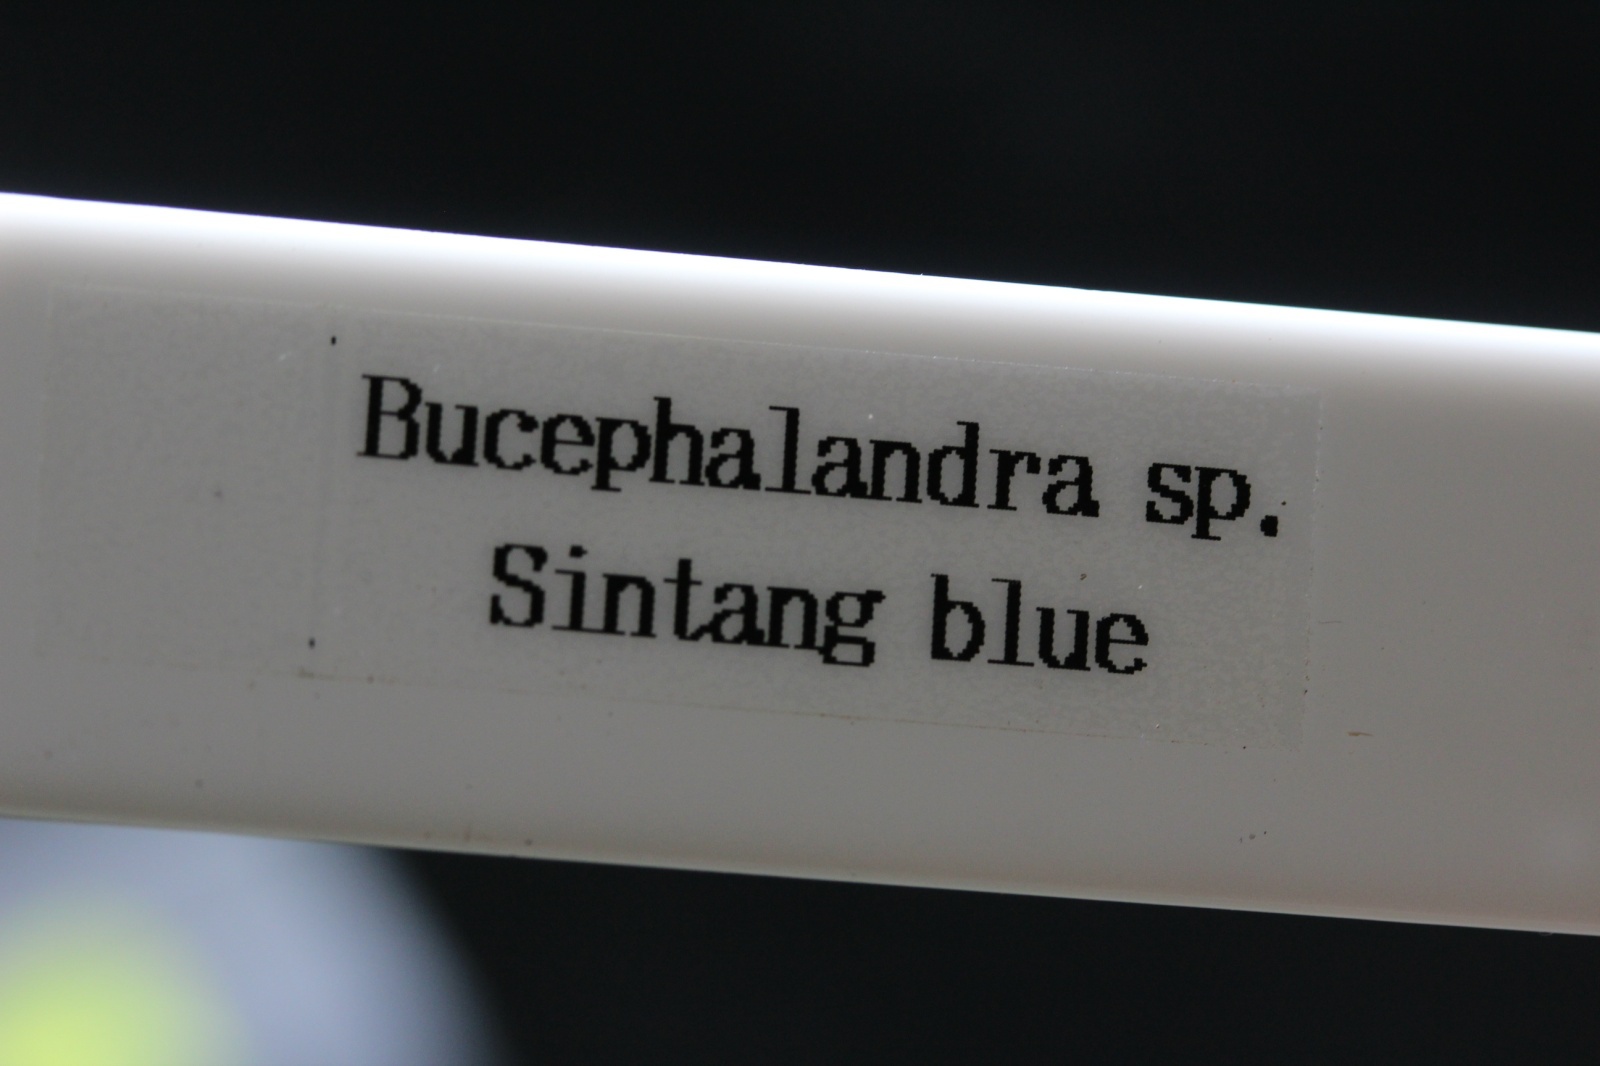 Bucephalandra sp.
Sintang blue